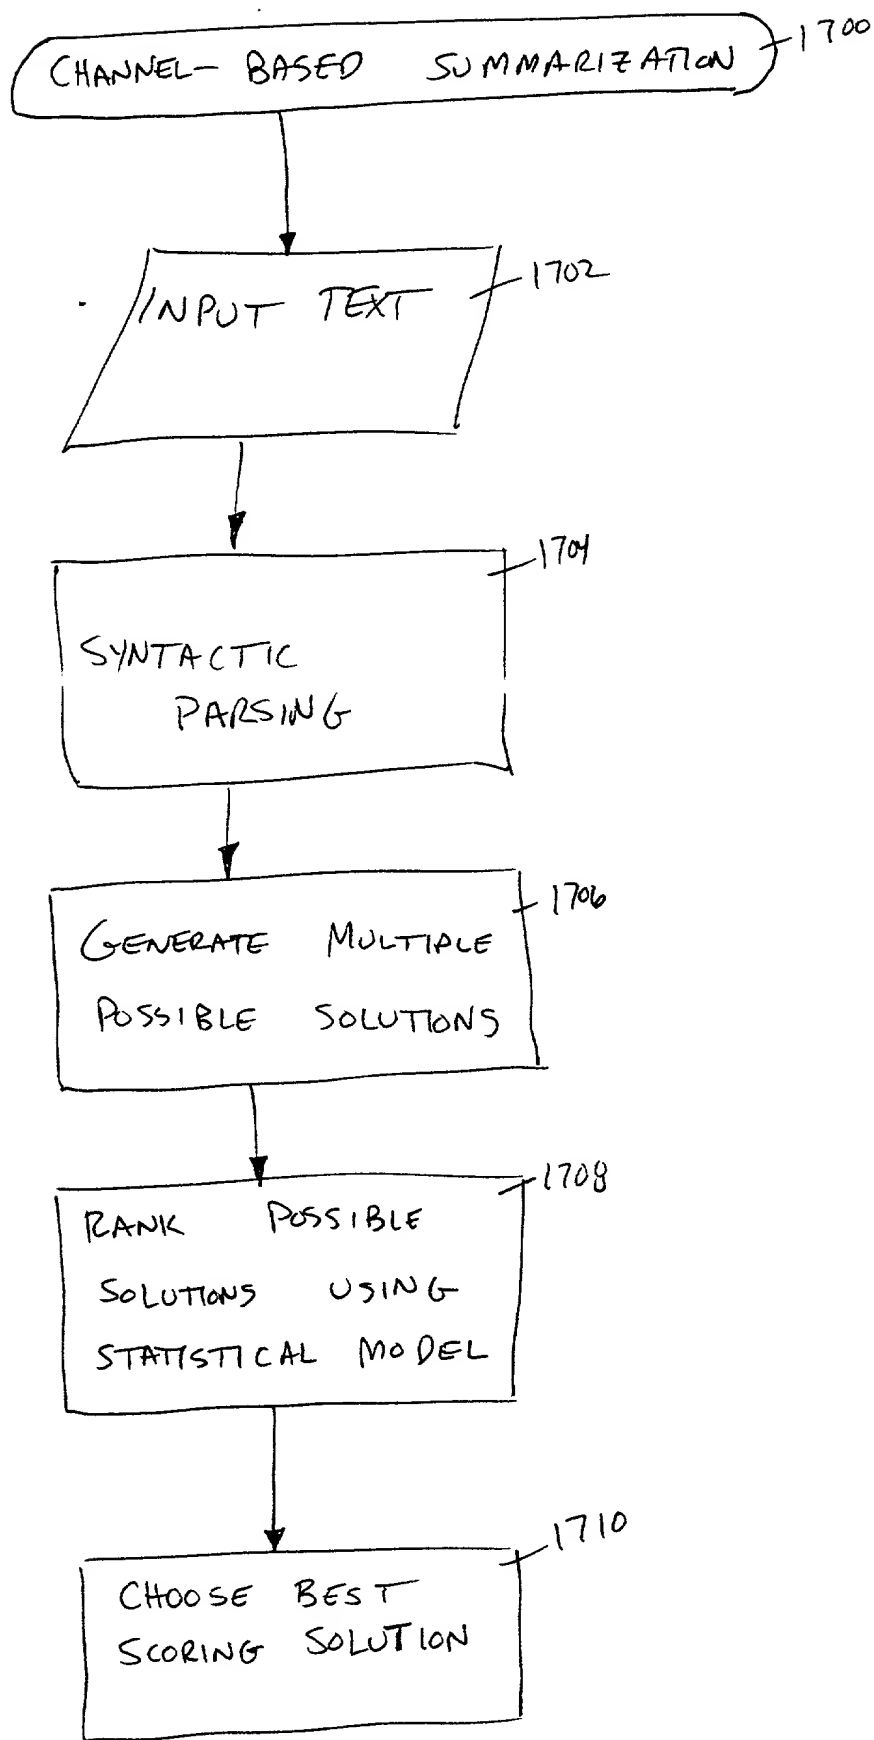 CHANNEL- BASED SUMMARIZATION 1700
INPUT TEXT 1702
1704
SYNTACTIC
PARSING
1706
GENERATE MULTIPLE
POSSIBLE SOLUTIONS
1708
RANK POSSIBLE
SOLUTIONS USING
STATISTICAL MODEL
1710
CHOOSE BEST
SCORING SOLUTION